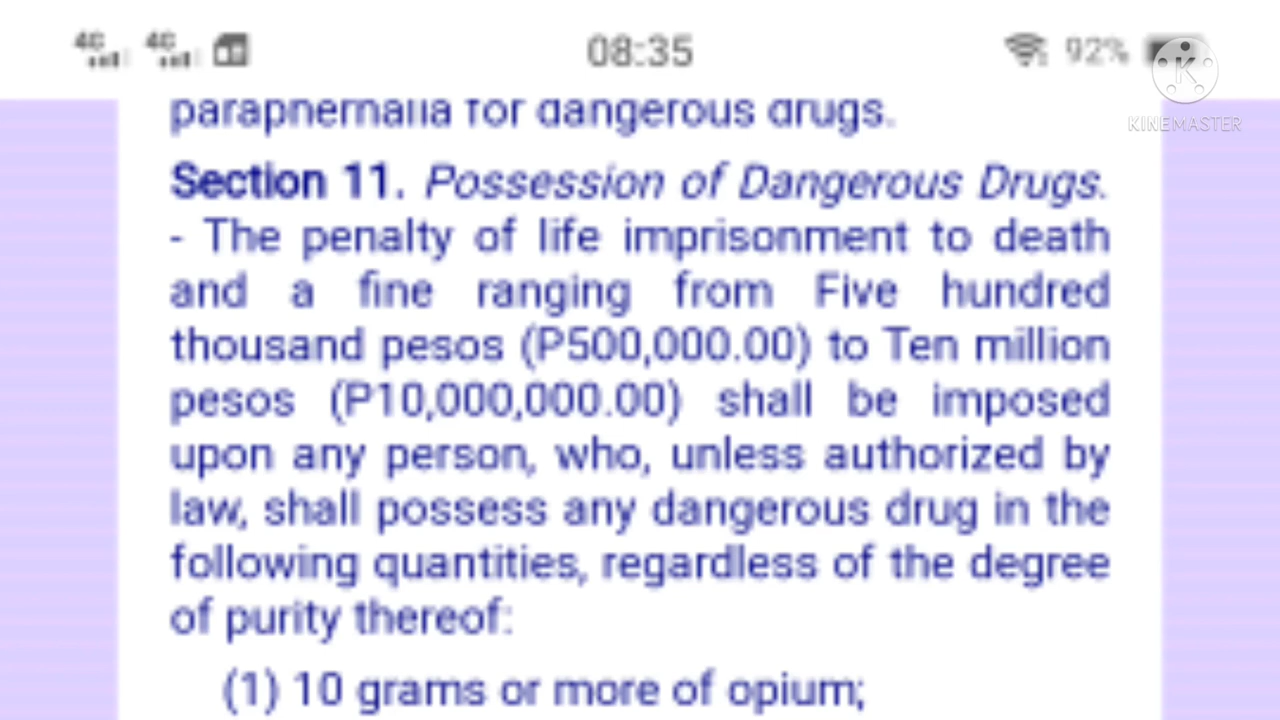 4G 4G 08:35 92%
K
KINEMASTER
paraphernalia for dangerous drugs.
Section 11. Possession of Dangerous Drugs.
- The penalty of life imprisonment to death
and a fine ranging from Five hundred
thousand pesos (P500,000.00) to Ten million
pesos (P10,000,000.00) shall be imposed
upon any person, who, unless authorized by
law, shall possess any dangerous drug in the
following quantities, regardless of the degree
of purity thereof:
(1) 10 grams or more of opium;